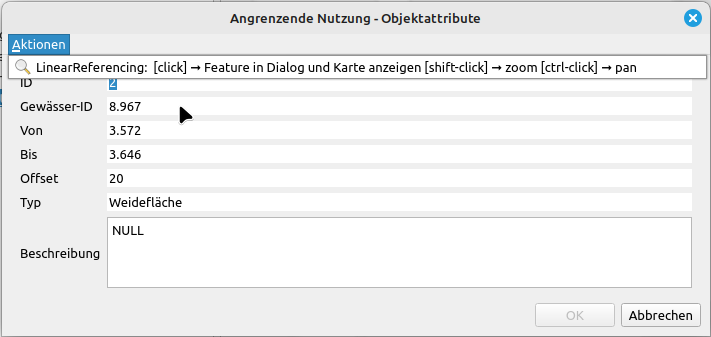 Angrenzende Nutzung - Objektattribute
Aktionen
LinearReferencing: [click] → Feature in Dialog und Karte anzeigen [shift-click] → zoom [ctrl-click] → pan
ID 2
Gewässer-ID 8.967
Von 3.572
Bis 3.646
Offset 20
Typ Weidefläche
Beschreibung NULL
OK Abbrechen